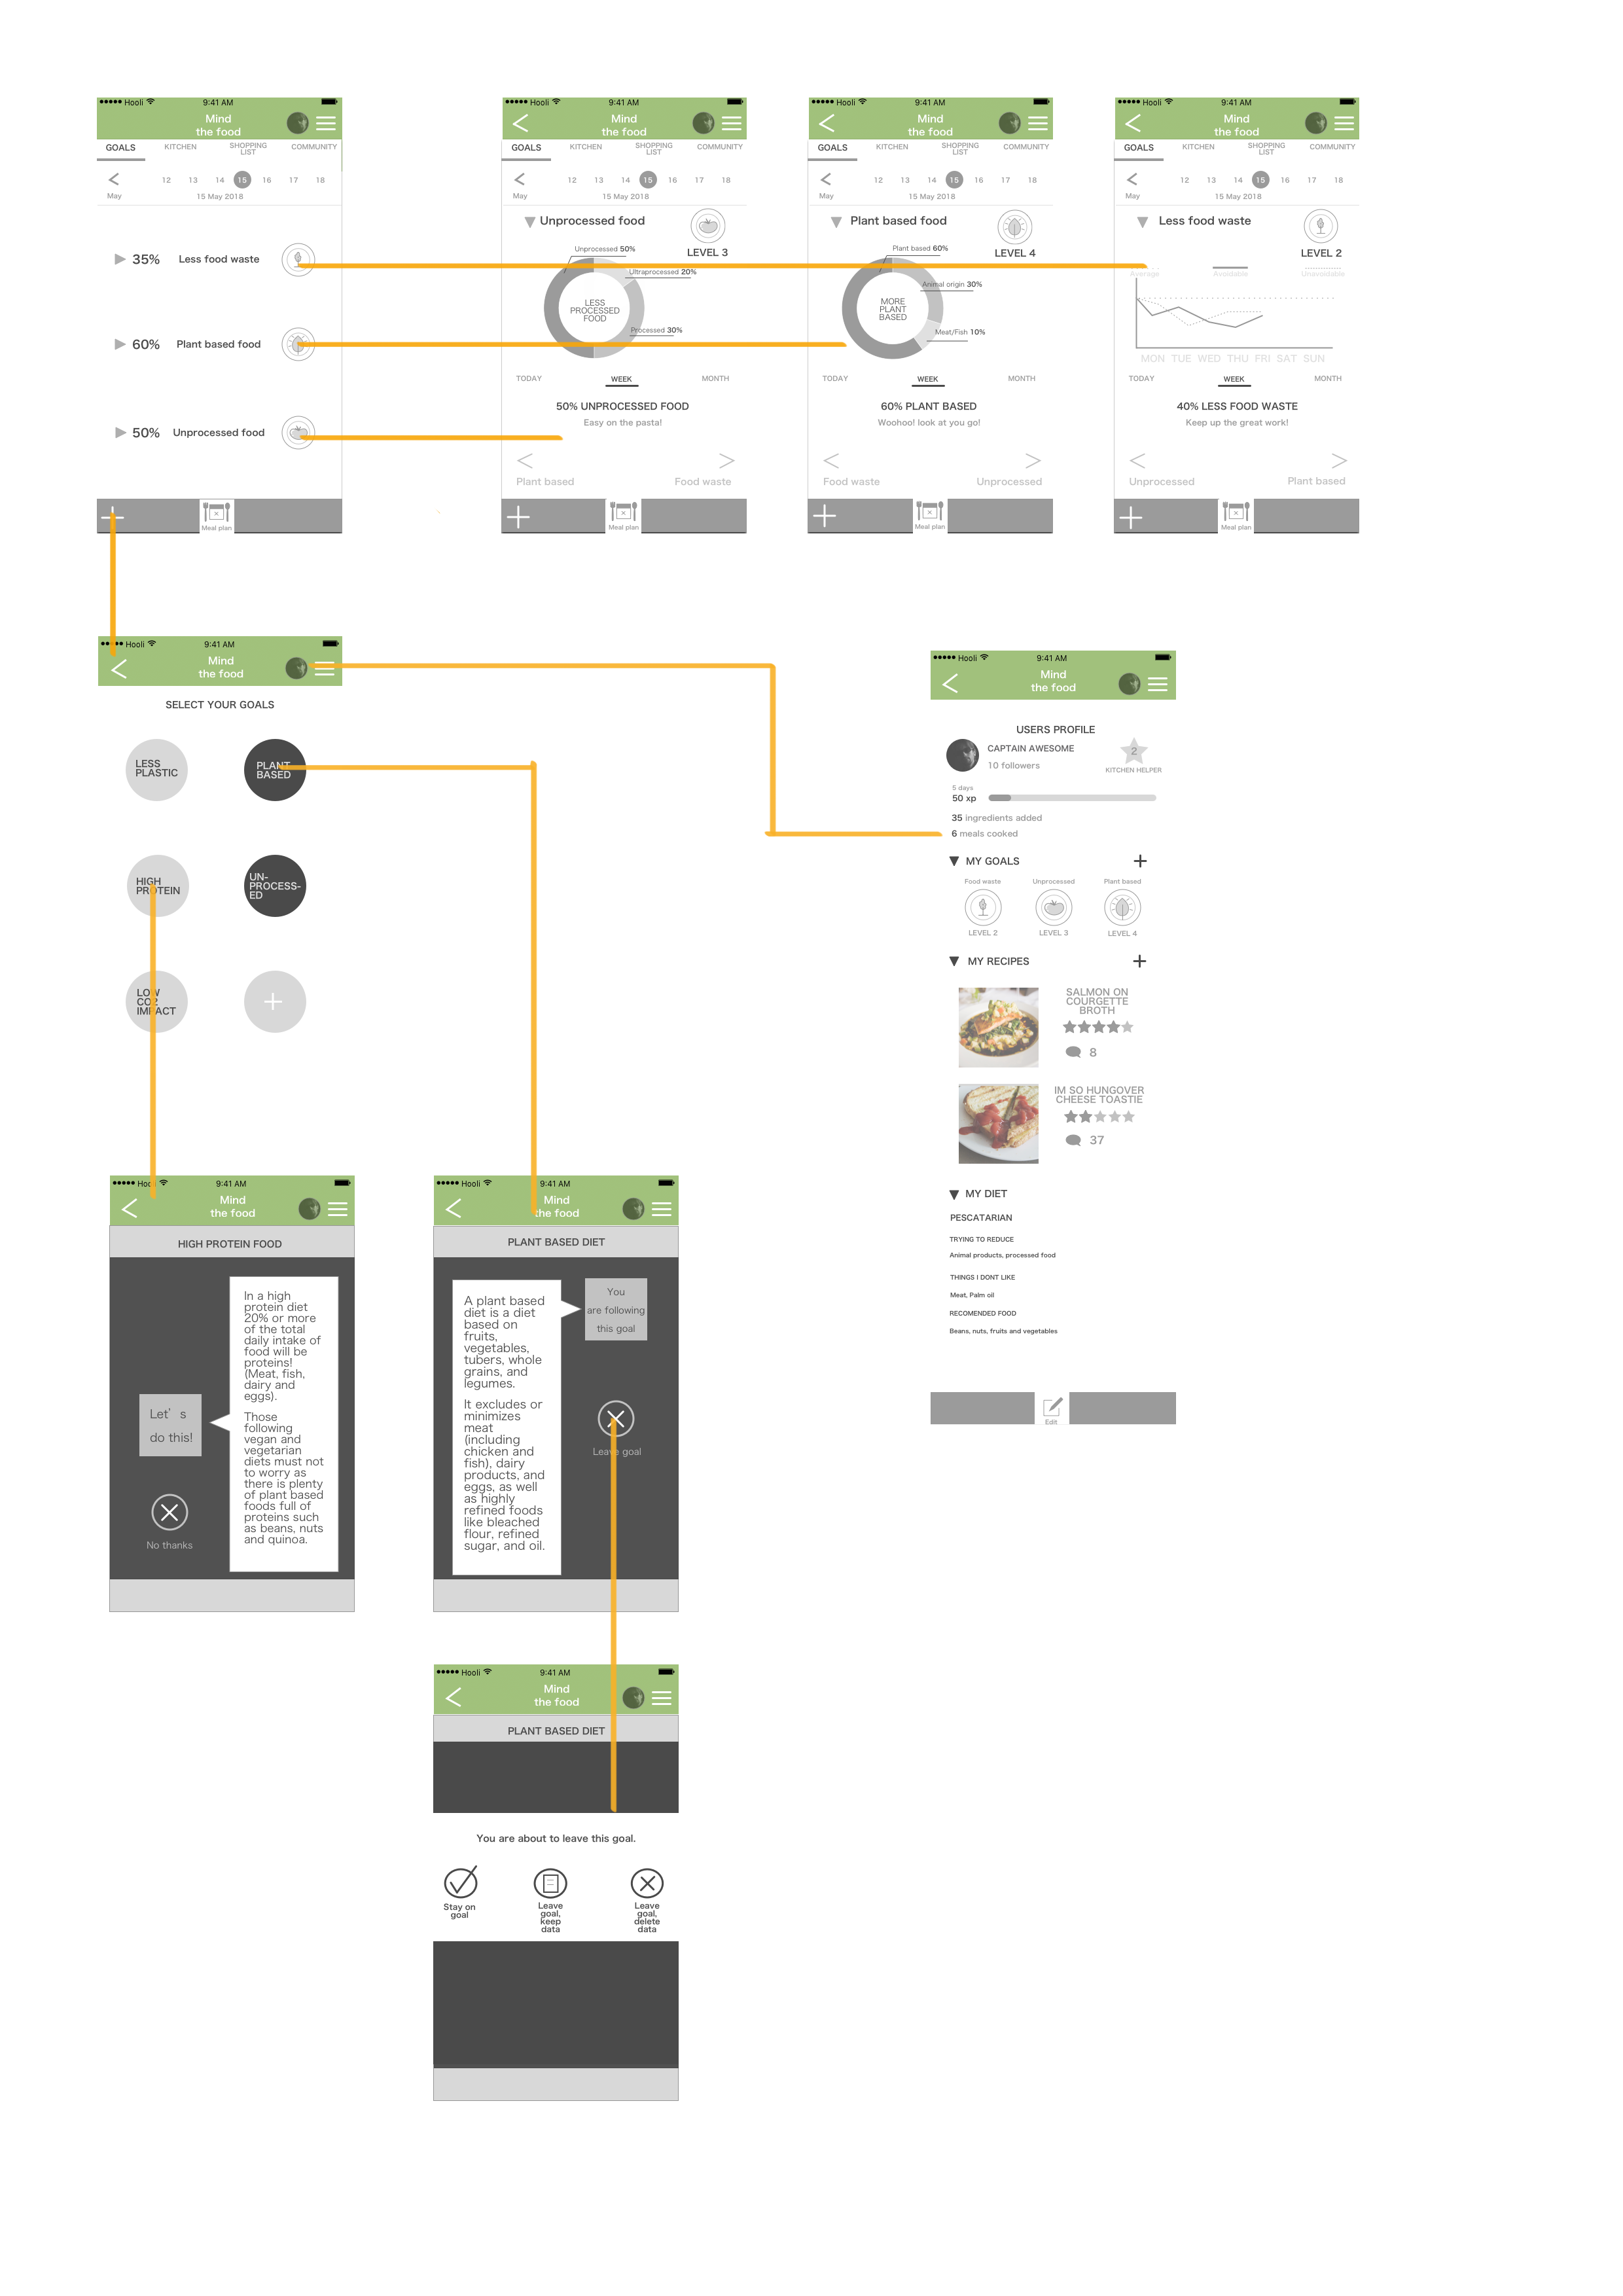 Hooli 9:41 AM
Mind
the food
GOALS KITCHEN SHOPPING LIST COMMUNITY
12 13 14 15 16 17 18
May 15 May 2018
35% Less food waste
60% Plant based food
50% Unprocessed food
Meal plan
Hooli 9:41 AM
Mind
the food
GOALS KITCHEN SHOPPING LIST COMMUNITY
12 13 14 15 16 17 18
May 15 May 2018
Unprocessed food
LEVEL 3
Unprocessed 50%
Ultraprocessed 20%
LESS
PROCESSED
FOOD
Processed 30%
TODAY WEEK MONTH
50% UNPROCESSED FOOD
Easy on the pasta!
Plant based Food waste
Meal plan
Hooli 9:41 AM
Mind
the food
GOALS KITCHEN SHOPPING LIST COMMUNITY
12 13 14 15 16 17 18
May 15 May 2018
Plant based food
LEVEL 4
Plant based 60%
Animal origin 30%
MORE
PLANT
BASED
Meat/Fish 10%
TODAY WEEK MONTH
60% PLANT BASED
Woohoo! look at you go!
Food waste Unprocessed
Meal plan
Hooli 9:41 AM
Mind
the food
GOALS KITCHEN SHOPPING LIST COMMUNITY
12 13 14 15 16 17 18
May 15 May 2018
Less food waste
LEVEL 2
Average Avoidable Unavoidable
MON TUE WED THU FRI SAT SUN
TODAY WEEK MONTH
40% LESS FOOD WASTE
Keep up the great work!
Unprocessed Plant based
Meal plan
Hooli 9:41 AM
Mind
the food
SELECT YOUR GOALS
LESS
PLASTIC
PLANT
BASED
HIGH
PROTEIN
UN-
PROCESS-
ED
LOW
CO2
IMPACT
Hooli 9:41 AM
Mind
the food
USERS PROFILE
CAPTAIN AWESOME
10 followers
2
KITCHEN HELPER
5 days
50 xp
35 ingredients added
6 meals cooked
MY GOALS
Food waste Unprocessed Plant based
LEVEL 2 LEVEL 3 LEVEL 4
MY RECIPES
SALMON ON
COURGETTE
BROTH
8
IM SO HUNGOVER
CHEESE TOASTIE
37
MY DIET
PESCATARIAN
TRYING TO REDUCE
Animal products, processed food
THINGS I DONT LIKE
Meat, Palm oil
RECOMENDED FOOD
Beans, nuts, fruits and vegetables
Edit
Hooli 9:41 AM
Mind
the food
HIGH PROTEIN FOOD
In a high
protein diet
20% or more
of the total
daily intake of
food will be
proteins!
(Meat, fish,
dairy and
eggs).
Those
following
vegan and
vegetarian
diets must not
to worry as
there is plenty
of plant based
foods full of
proteins such
as beans, nuts
and quinoa.
Let's
do this!
No thanks
Hooli 9:41 AM
Mind
the food
PLANT BASED DIET
A plant based
diet is a diet
based on
fruits,
vegetables,
tubers, whole
grains, and
legumes.
It excludes or
minimizes
meat
(including
chicken and
fish), dairy
products, and
eggs, as well
as highly
refined foods
like bleached
flour, refined
sugar, and oil.
You
are following
this goal
Leave goal
Hooli 9:41 AM
Mind
the food
PLANT BASED DIET
You are about to leave this goal.
Stay on
goal
Leave
goal,
keep
data
Leave
goal,
delete
data